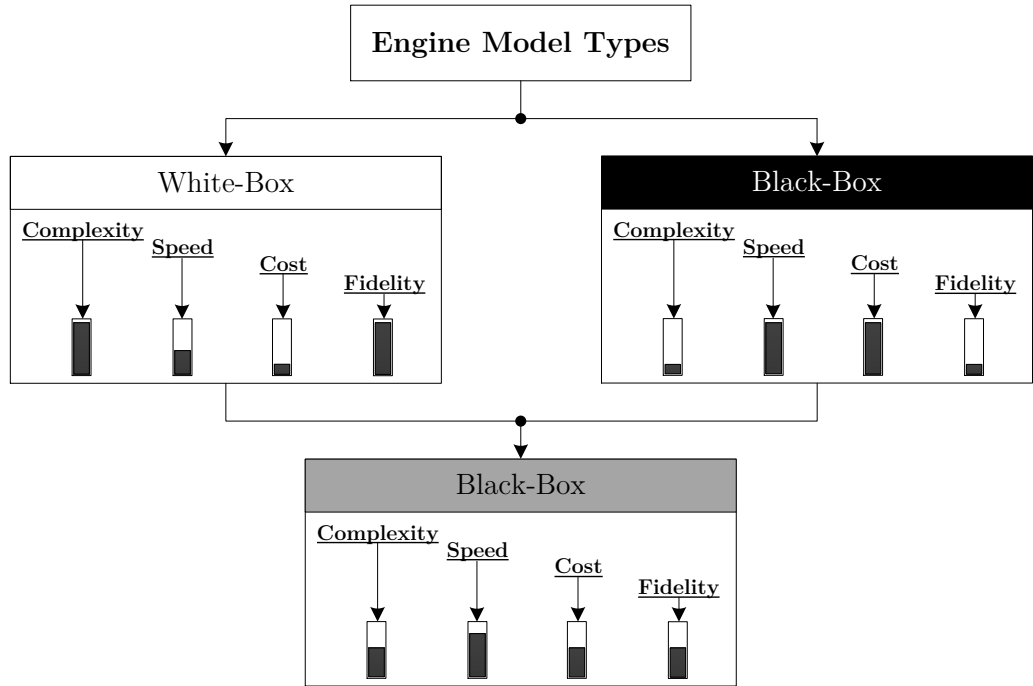 Engine Model Types
White-Box
Complexity
Speed
Cost
Fidelity
Black-Box
Complexity
Speed
Cost
Fidelity
Black-Box
Complexity
Speed
Cost
Fidelity